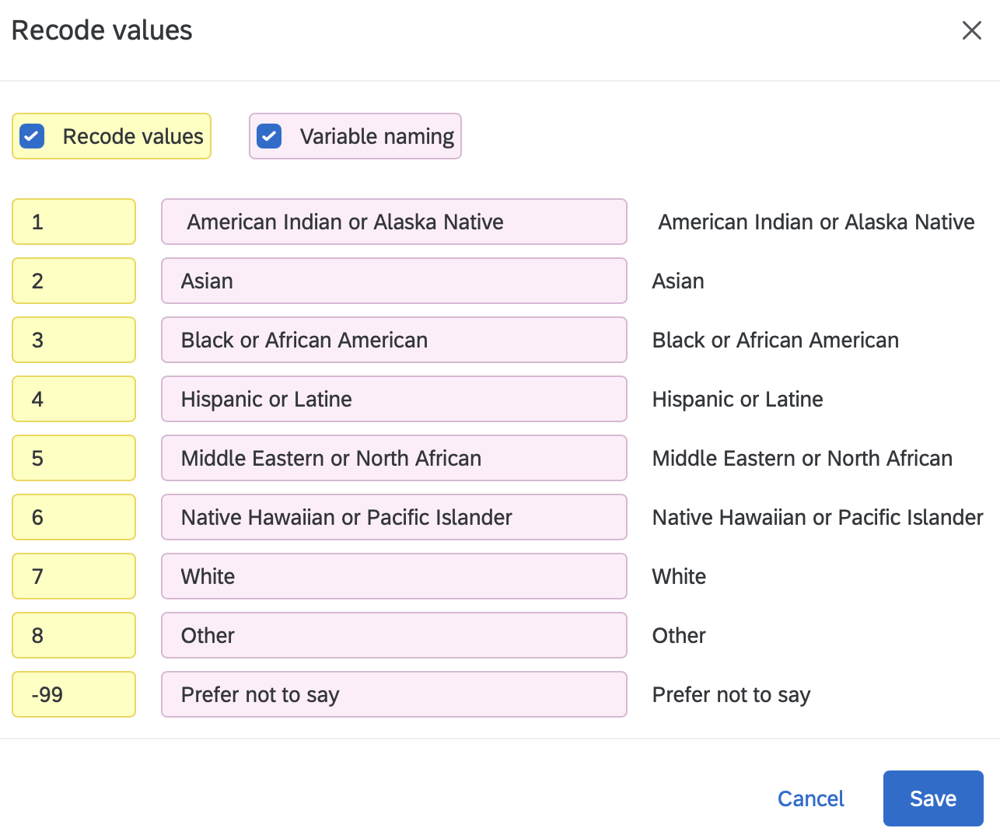 Recode values
Recode values Variable naming
1 American Indian or Alaska Native American Indian or Alaska Native
2 Asian Asian
3 Black or African American Black or African American
4 Hispanic or Latine Hispanic or Latine
5 Middle Eastern or North African Middle Eastern or North African
6 Native Hawaiian or Pacific Islander Native Hawaiian or Pacific Islander
7 White White
8 Other Other
-99 Prefer not to say Prefer not to say
Cancel Save